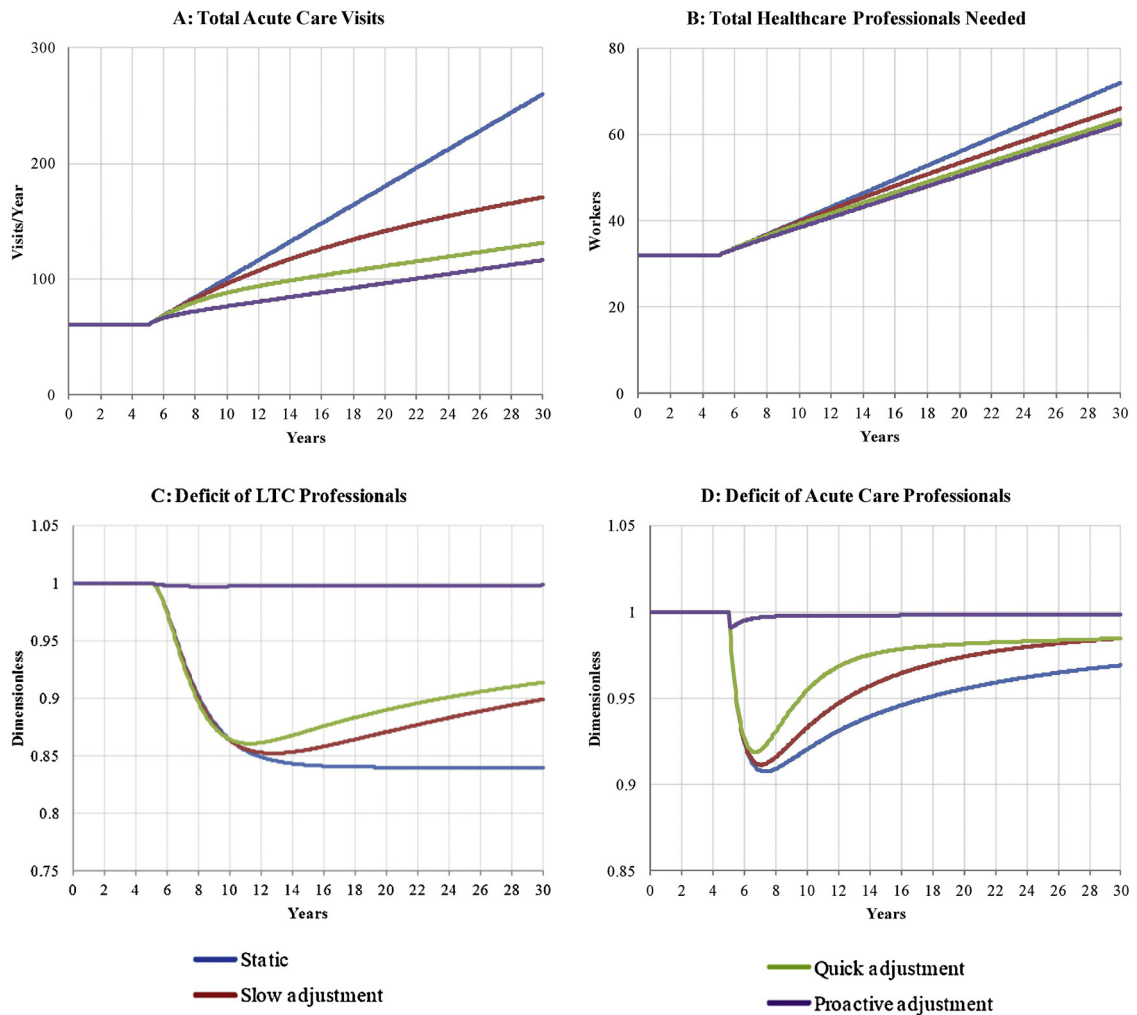 A: Total Acute Care Visits
300
200
100
0
Visits/Year
0 2 4 6 8 10 12 14 16 18 20 22 24 26 28 30
Years
B: Total Healthcare Professionals Needed
80
60
40
20
0
Workers
0 2 4 6 8 10 12 14 16 18 20 22 24 26 28 30
Years
C: Deficit of LTC Professionals
1.05
1
0.95
0.9
0.85
0.8
0.75
Dimensionless
0 2 4 6 8 10 12 14 16 18 20 22 24 26 28 30
Years
D: Deficit of Acute Care Professionals
1.05
1
0.95
0.9
0.85
Dimensionless
0 2 4 6 8 10 12 14 16 18 20 22 24 26 28 30
Years
Static
Slow adjustment
Quick adjustment
Proactive adjustment